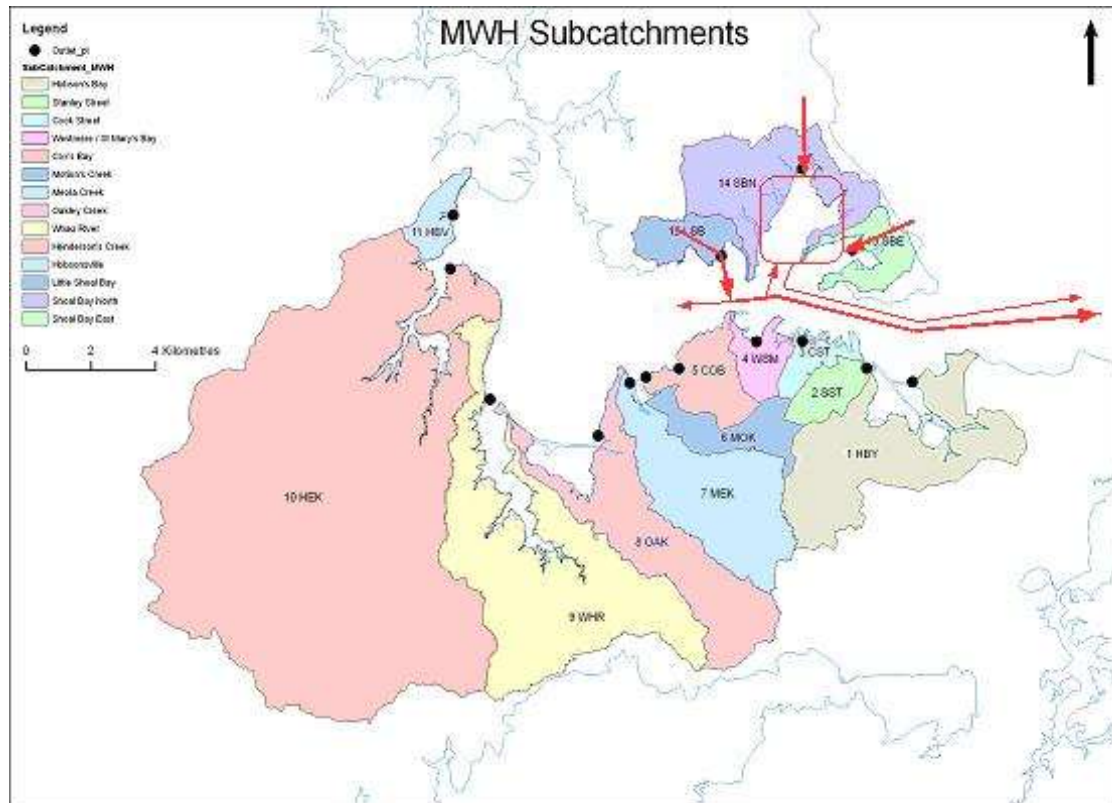 MWH Subcatchments
Legend
Outlet_pt
SubCatchment_MWH
Hobson's Bay
Stanley Street
Cook Street
Westmere / St Mary's Bay
Cox's Bay
Motion's Creek
Meola Creek
Oakley Creek
Whau River
Henderson's Creek
Hobsonville
Little Shoal Bay
Shoal Bay North
Shoal Bay East
0 2 4 Kilometres
14 SBN
SBE
11 HBV
4 WSM
3 CST
5 COB
2 SST
6 MOK
1 HBY
7 MEK
10 HEK
8 OAK
9 WHR